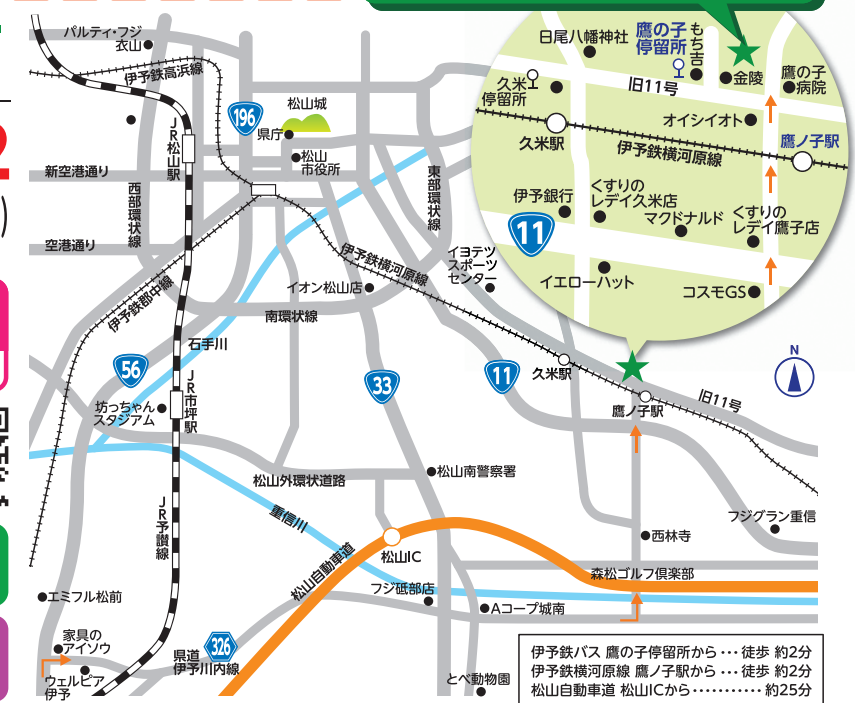 パルティ・フジ
衣山
伊予鉄高浜線
196
松山城
県庁
松山
市役所
JR松山駅
新空港通り
西部環状線
空港通り
東部環状線
伊予鉄横河原線
イヨテツ
スポーツ
センター
イオン松山店
伊予鉄郡中線
南環状線
石手川
56
33
11
JR市坪駅
坊っちゃん
スタジアム
久米駅
鷹ノ子駅
旧11号
N
松山外環状道路
松山南警察署
重信川
JR予讃線
松山IC
松山自動車道
フジグラン重信
西林寺
森松ゴルフ倶楽部
フジ砥部店
Aコープ城南
エミフル松前
家具の
アイソウ
ウェルピア
伊予
県道
326
伊予川内線
とべ動物園
日尾八幡神社
鷹の子
停留所
もち吉
金陵
鷹の子
病院
久米
停留所
旧11号
オイシイオト
久米駅
伊予鉄横河原線
鷹ノ子駅
伊予銀行
くすりの
レデイ久米店
マクドナルド
くすりの
レデイ鷹子店
11
イエローハット
コスモGS
伊予鉄バス 鷹の子停留所から…徒歩 約2分
伊予鉄横河原線 鷹ノ子駅から…徒歩 約2分
松山自動車道 松山ICから…………約25分